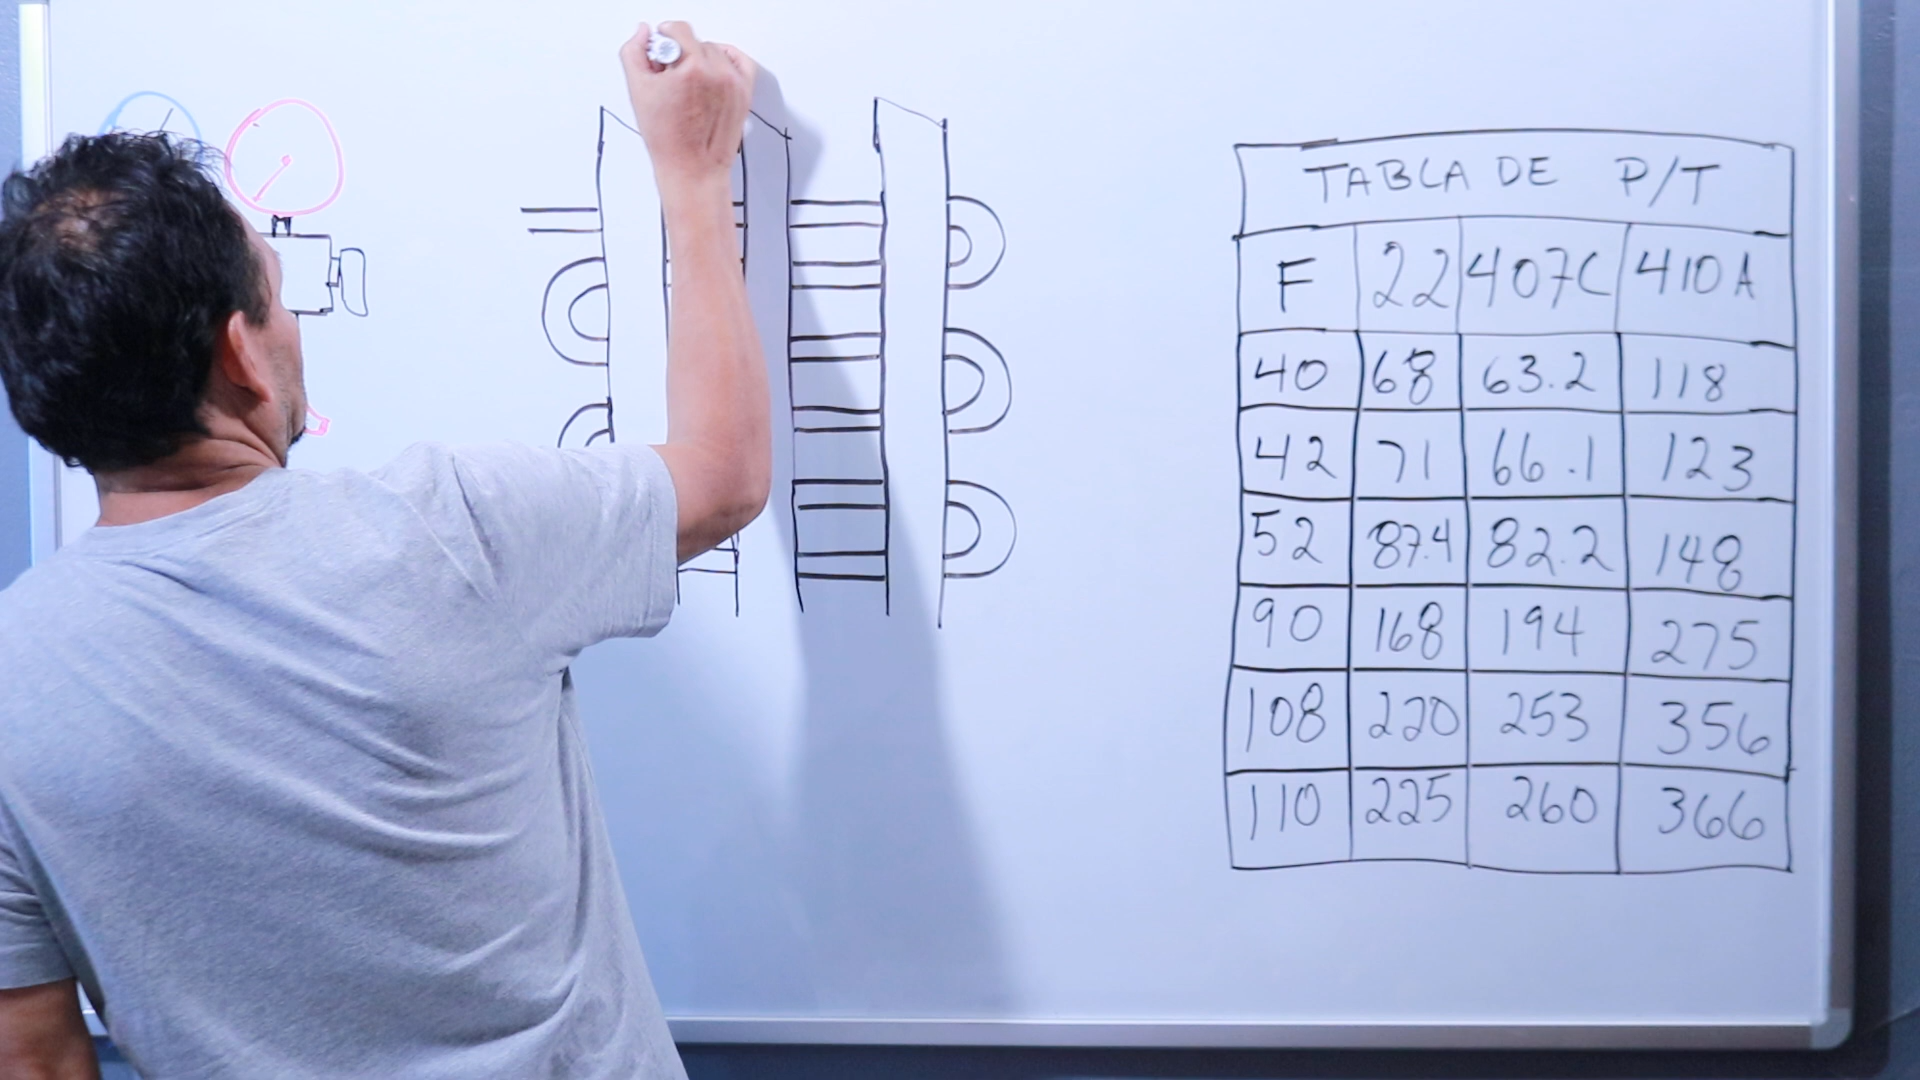 TABLA DE P/T
F 22 407C 410A
40 68 63.2 118
42 71 66.1 123
52 87.4 82.2 148
90 168 194 275
108 220 253 356
110 225 260 366